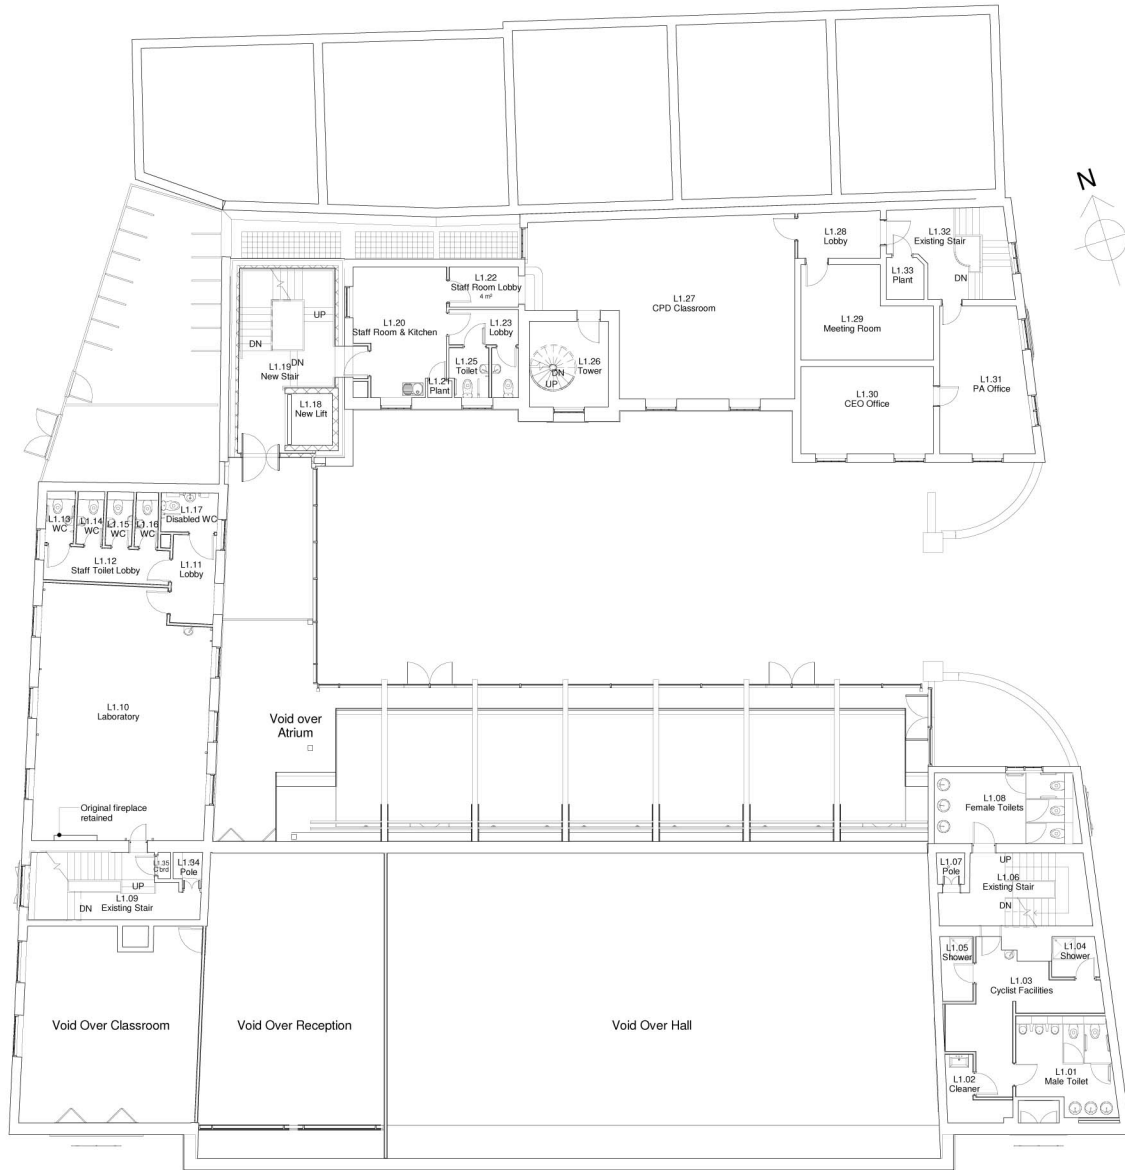 N
L1.28
Lobby
L1.32
Existing Stair
L1.33
Plant
DN
L1.22
Staff Room Lobby
4 m²
L1.27
CPD Classroom
UP
L1.20
Staff Room & Kitchen
L1.23
Lobby
L1.29
Meeting Room
DN
DN
L1.19
New Stair
L1.25
Toilet
L1.26
Tower
DN
UP
L1.21
Plant
L1.31
PA Office
L1.30
CEO Office
L1.18
New Lift
L1.13
WC
L1.14
WC
L1.15
WC
L1.16
WC
L1.17
Disabled WC
L1.12
Staff Toilet Lobby
L1.11
Lobby
L1.10
Laboratory
Void over
Atrium
Original fireplace
retained
L1.08
Female Toilets
L1.35
C'brd
L1.34
Pole
UP
L1.09
Existing Stair
DN
L1.07
Pole
UP
L1.06
Existing Stair
DN
L1.05
Shower
L1.04
Shower
L1.03
Cyclist Facilities
Void Over Classroom
Void Over Reception
Void Over Hall
L1.02
Cleaner
L1.01
Male Toilet